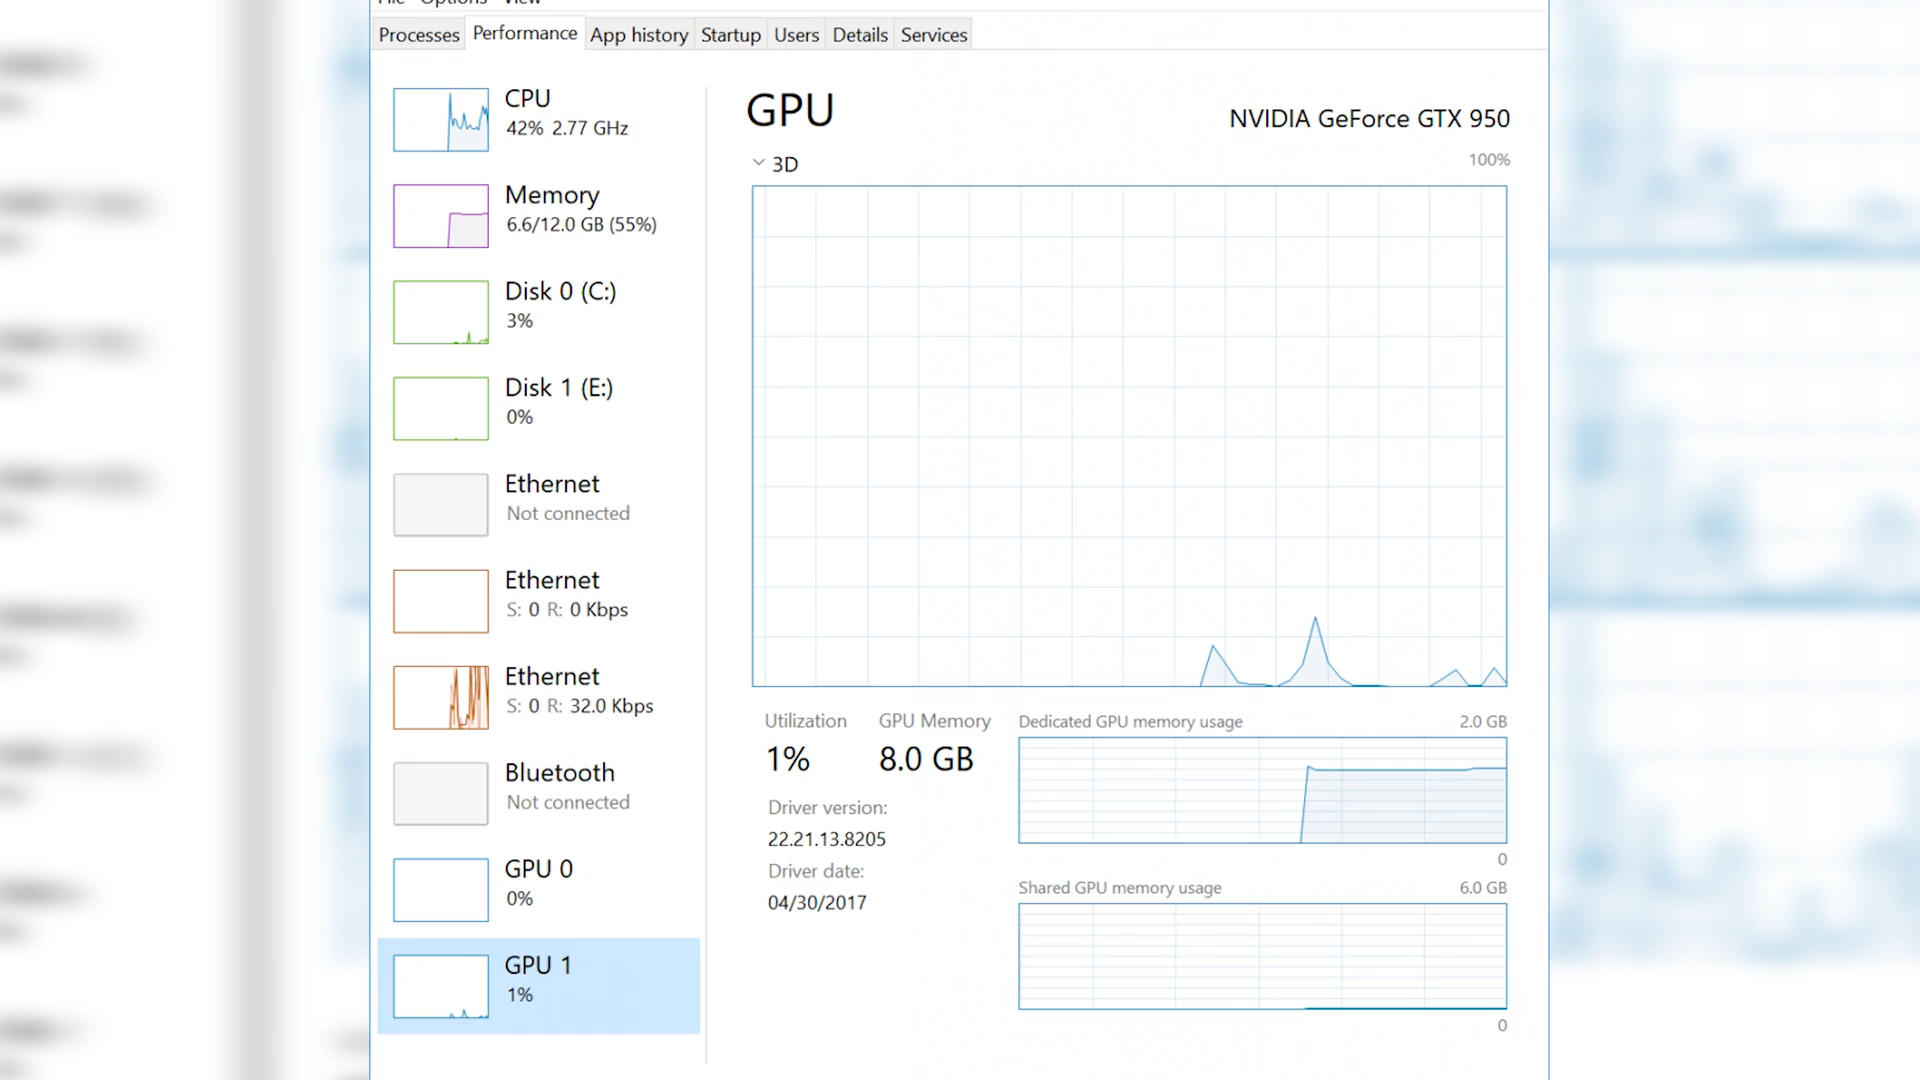 File Options View
Processes Performance App history Startup Users Details Services
CPU
42% 2.77 GHz
Memory
6.6/12.0 GB (55%)
Disk 0 (C:)
3%
Disk 1 (E:)
0%
Ethernet
Not connected
Ethernet
S: 0 R: 0 Kbps
Ethernet
S: 0 R: 32.0 Kbps
Bluetooth
Not connected
GPU 0
0%
GPU 1
1%
GPU
NVIDIA GeForce GTX 950
3D
100%
Utilization
1%
GPU Memory
8.0 GB
Driver version:
22.21.13.8205
Driver date:
04/30/2017
Dedicated GPU memory usage
2.0 GB
0
Shared GPU memory usage
6.0 GB
0